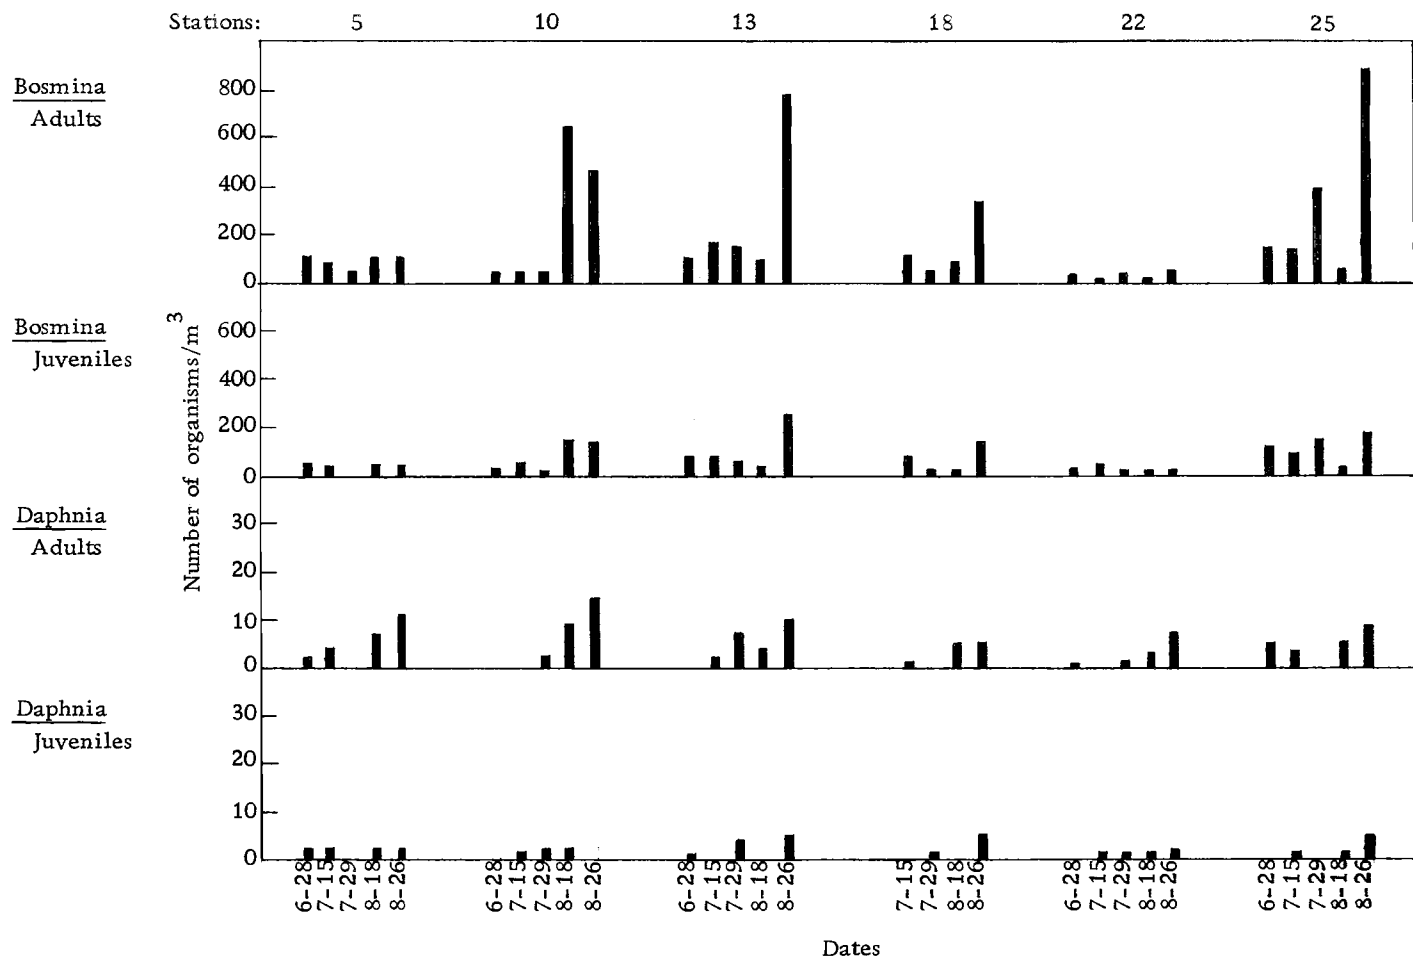 Stations: 5 10 13 18 22 25
Bosmina
Adults
800
600
400
200
0
Bosmina
Juveniles
600
400
200
0
Daphnia
Adults
30
20
10
0
Daphnia
Juveniles
30
20
10
0
Number of organisms/m³
6-28 7-15 7-29 8-18 8-26 6-28 7-15 7-29 8-18 8-26 6-28 7-15 7-29 8-18 8-26 7-15 7-29 8-18 8-26 6-28 7-15 7-29 8-18 8-26 6-28 7-15 7-29 8-18 8-26
Dates